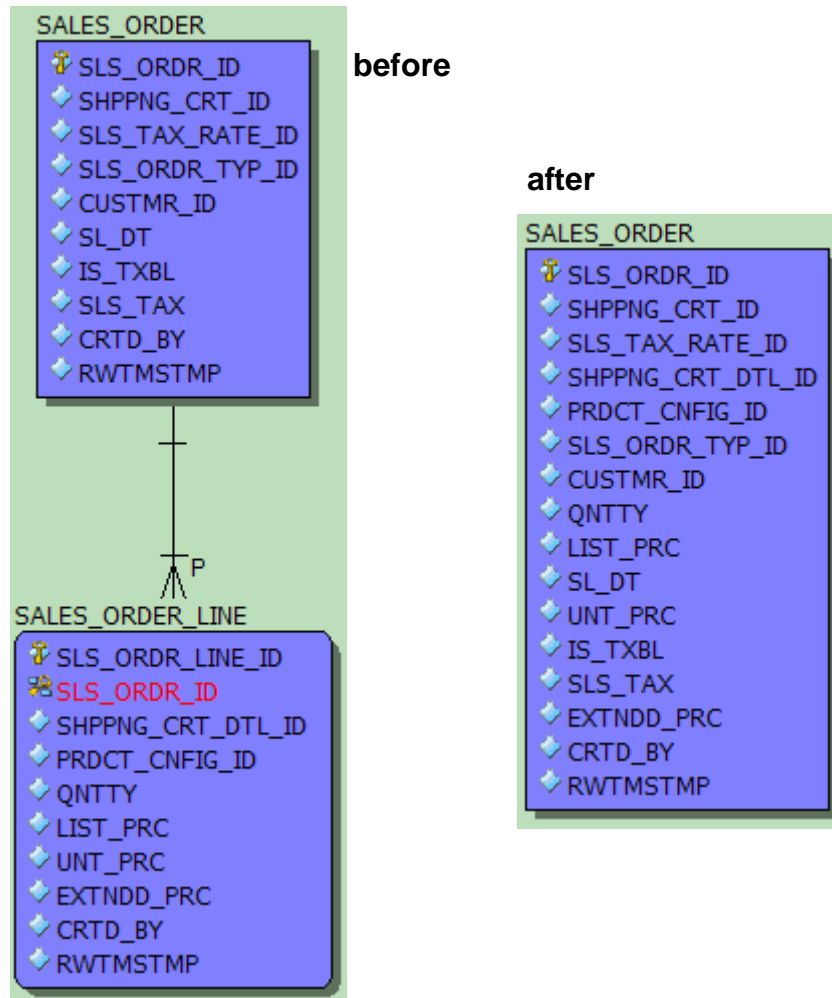 SALES_ORDER
SLS_ORDR_ID
SHPPNG_CRT_ID
SLS_TAX_RATE_ID
SLS_ORDR_TYP_ID
CUSTMR_ID
SL_DT
IS_TXBL
SLS_TAX
CRTD_BY
RWTMSTMP
P
SALES_ORDER_LINE
SLS_ORDR_LINE_ID
SLS_ORDR_ID
SHPPNG_CRT_DTL_ID
PRDCT_CNFIG_ID
QNTTY
LIST_PRC
UNT_PRC
EXTNDD_PRC
CRTD_BY
RWTMSTMP
before
after
SALES_ORDER
SLS_ORDR_ID
SHPPNG_CRT_ID
SLS_TAX_RATE_ID
SHPPNG_CRT_DTL_ID
PRDCT_CNFIG_ID
SLS_ORDR_TYP_ID
CUSTMR_ID
QNTTY
LIST_PRC
SL_DT
UNT_PRC
IS_TXBL
SLS_TAX
EXTNDD_PRC
CRTD_BY
RWTMSTMP